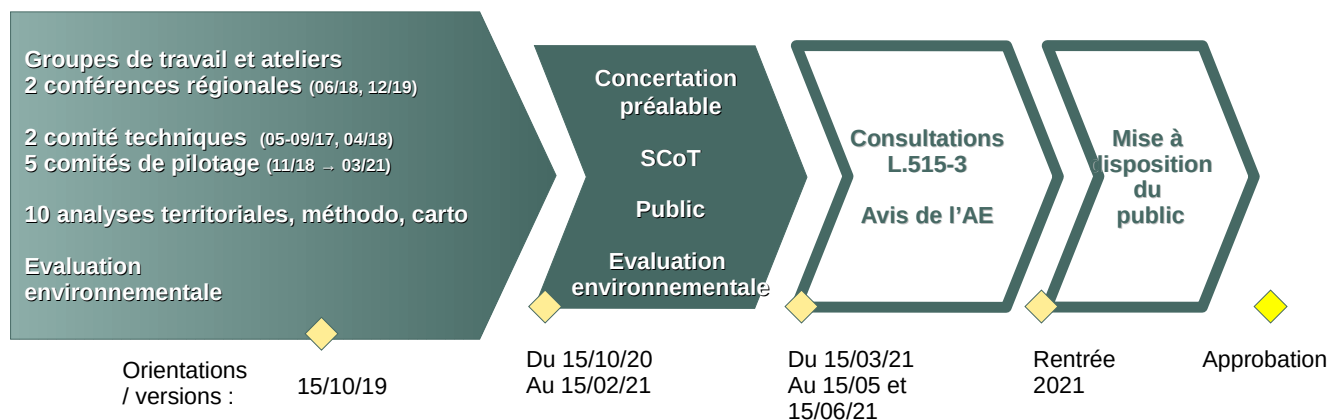 Groupes de travail et ateliers
2 conférences régionales (06/18, 12/19)
2 comité techniques (05-09/17, 04/18)
5 comités de pilotage (11/18 → 03/21)
10 analyses territoriales, méthodo, carto
Evaluation
environnementale
Concertation
préalable
SCoT
Public
Evaluation
environnementale
Consultations
L.515-3
Avis de l'AE
Mise à
disposition
du
public
Orientations
/ versions :
15/10/19
Du 15/10/20
Au 15/02/21
Du 15/03/21
Au 15/05 et
15/06/21
Rentrée
2021
Approbation